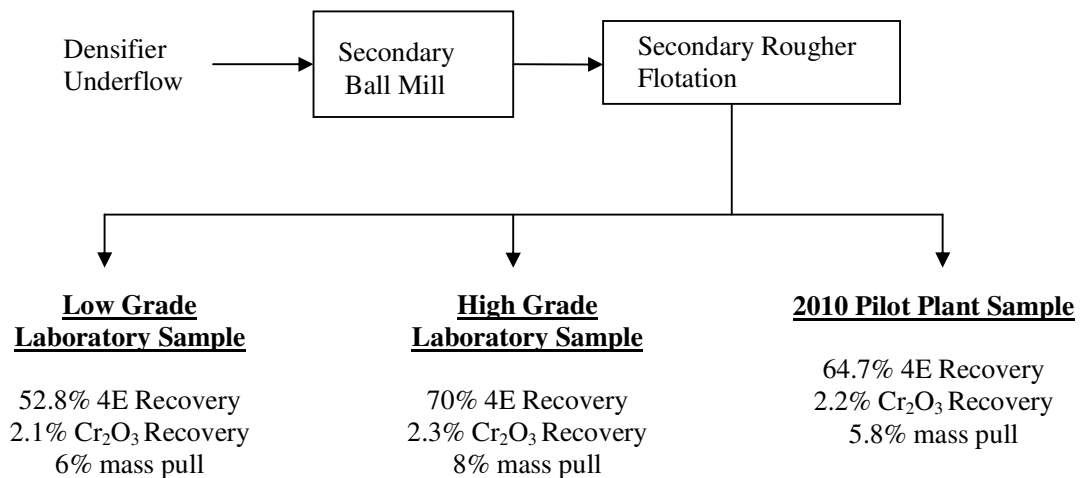 Densifier
Underflow
Secondary
Ball Mill
Secondary Rougher
Flotation
Low Grade
Laboratory Sample
52.8% 4E Recovery
2.1% Cr₂O₃ Recovery
6% mass pull
High Grade
Laboratory Sample
70% 4E Recovery
2.3% Cr₂O₃ Recovery
8% mass pull
2010 Pilot Plant Sample
64.7% 4E Recovery
2.2% Cr₂O₃ Recovery
5.8% mass pull